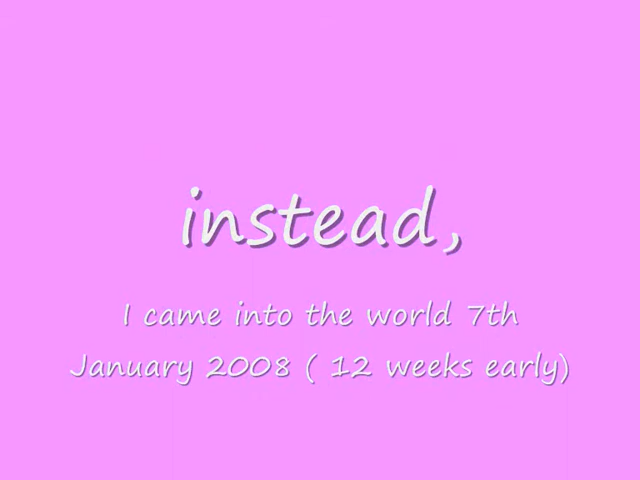 instead,
I came into the world 7th
January 2008 ( 12 weeks early)